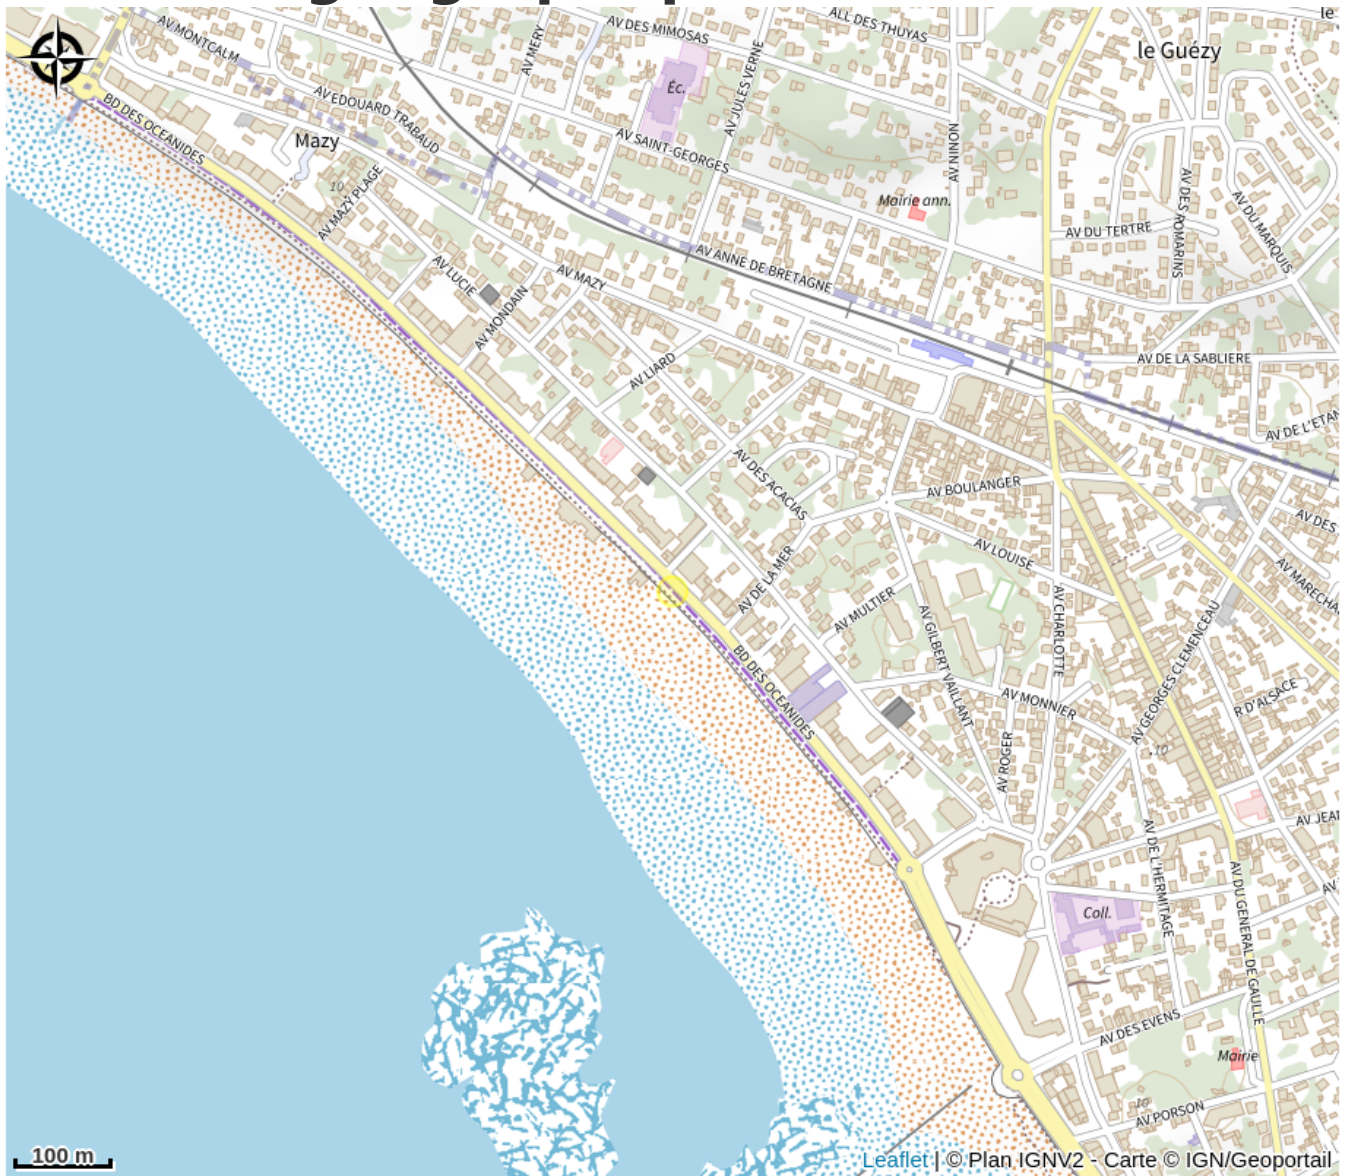 le
AV MONTCALM
AV MERY
AV DES MIMOSAS
ALL DES THUYAS
le Guézy
AV JULES VERNE
Éc.
BD DES OCEANIDES
AV EDOUARD TRABAUD
Mazy
AV SAINT-GEORGES
AV NINON
10
AV MAZY PLAGE
Mairie ann.
AV DES ROMARINS
AV DU MARQUIS
AV DU TERTRE
AV LUCIE
AV MAZY
AV ANNE DE BRETAGNE
AV MONDAIN
AV LIARD
AV DE LA SABLIERE
AV DE L'ETAN
AV DES ACACIAS
AV BOULANGER
AV DES
AV LOUISE
AV MARECHA
AV DE LA MER
AV MULTIER
AV GILBERT VAILLANT
AV CHARLOTTE
AV GEORGES CLEMENCEAU
BD DES OCEANIDES
AV MONNIER
R D'ALSACE
AV ROGER
10
AV DE L'HERMITAGE
AV JEAN
AV DU GENERAL DE GAULLE
AV
Coll.
AV DES EVENS
Mairie
10
AV PORSON
100 m
Leaflet | © Plan IGNV2 - Carte © IGN/Geoportail